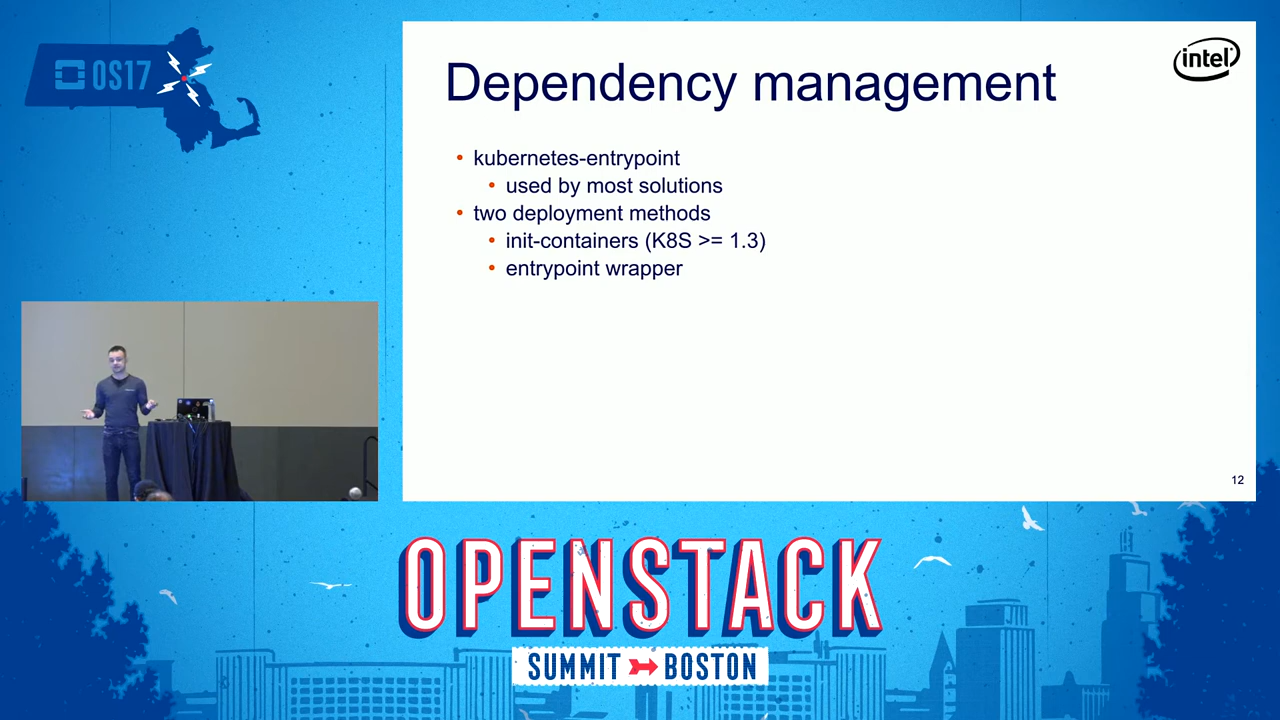 OS17
intel
Dependency management
kubernetes-entrypoint
used by most solutions
two deployment methods
init-containers (K8S >= 1.3)
entrypoint wrapper
12
OPENSTACK
SUMMIT BOSTON